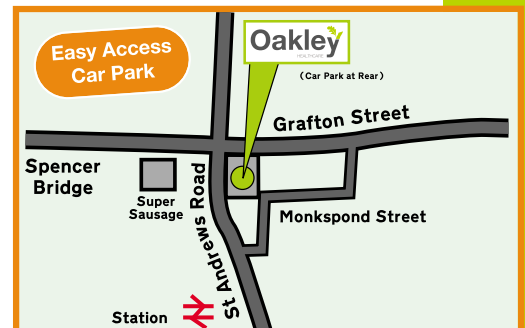 Easy Access
Car Park
Oakley
HEALTHCARE
(Car Park at Rear)
Grafton Street
Spencer
Bridge
Super
Sausage
St Andrews Road
Monkspond Street
Station